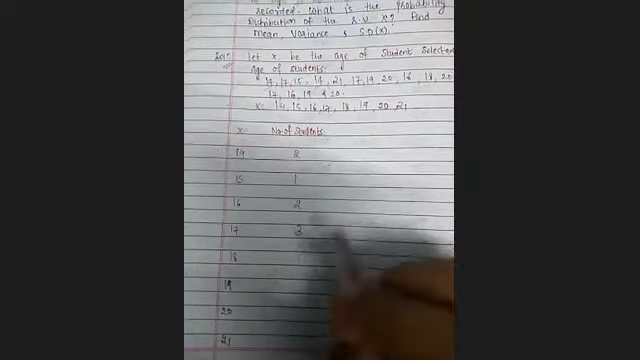 recorded. What is the probability
Distribution of the R.V X? Find
mean, Variance & S.D(X).
Sol:- let x, be the age of Student Selected
Age of students:
14, 17, 15, 14, 21, 17, 19, 20, 16, 18, 20
17, 16, 19 & 20.
X: 14, 15, 16, 17, 18, 19, 20 21
X No. of Students
14 2
15 1
16 2
17 3
18 1
19
20
21